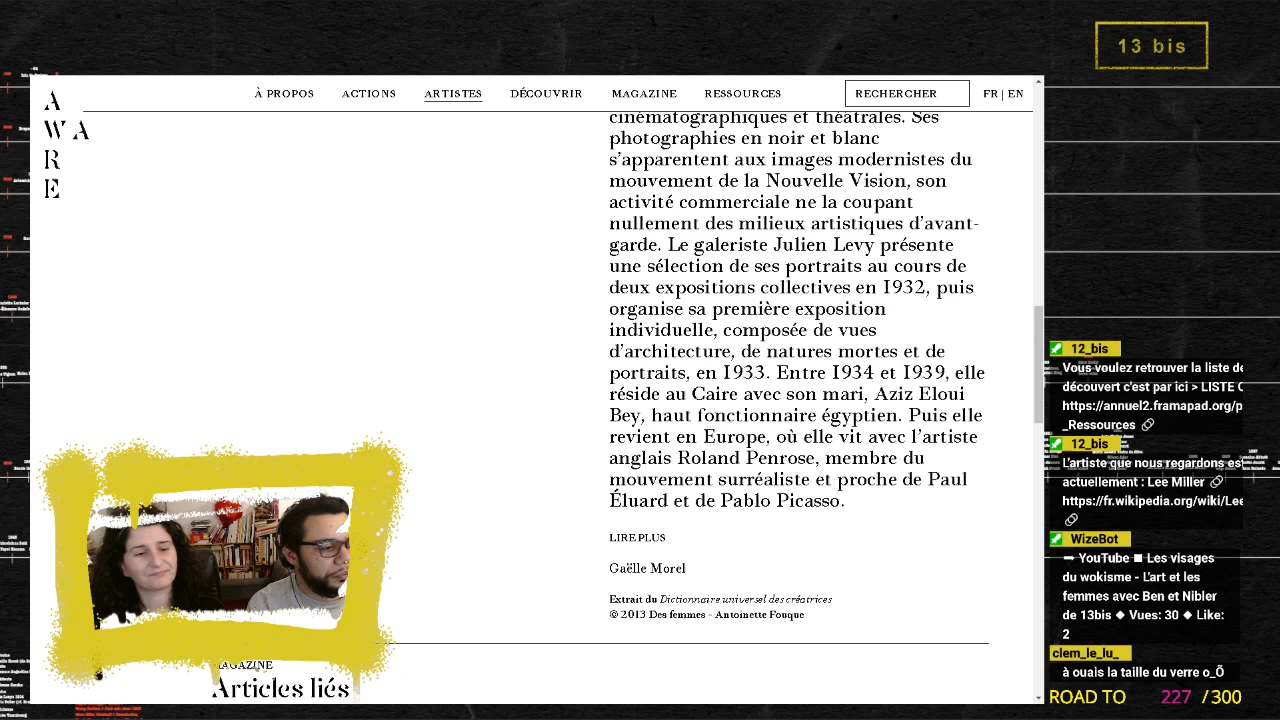 13 bis
À PROPOS
ACTIONS
ARTISTES
DÉCOUVRIR
MAGAZINE
RESSOURCES
RECHERCHER
FR | EN
A
W A
R
E
cinématographiques et théâtrales. Ses
photographies en noir et blanc
s'apparentent aux images modernistes du
mouvement de la Nouvelle Vision, son
activité commerciale ne la coupant
nullement des milieux artistiques d'avant-
garde. Le galeriste Julien Levy présente
une sélection de ses portraits au cours de
deux expositions collectives en 1932, puis
organise sa première exposition
individuelle, composée de vues
d'architecture, de natures mortes et de
portraits, en 1933. Entre 1934 et 1939, elle
réside au Caire avec son mari, Aziz Eloui
Bey, haut fonctionnaire égyptien. Puis elle
revient en Europe, où elle vit avec l'artiste
anglais Roland Penrose, membre du
mouvement surréaliste et proche de Paul
Éluard et de Pablo Picasso.
LIRE PLUS
Gaëlle Morel
Extrait du Dictionnaire universel des créatrices
© 2013 Des femmes – Antoinette Fouque
MAGAZINE
Articles liés
12_bis
Vous voulez retrouver la liste de
découvert c'est par ici > LISTE
https://annuel2.framapad.org/p
_Ressources
12_bis
L'artiste que nous regardons est
actuellement : Lee Miller
https://fr.wikipedia.org/wiki/Lee
WizeBot
➡ YouTube ■ Les visages
du wokisme - L'art et les
femmes avec Ben et Nibler
de 13bis ◆ Vues: 30 ◆ Like:
2
clem_le_lu_
à ouais la taille du verre o_Õ
ROAD TO 227 / 300